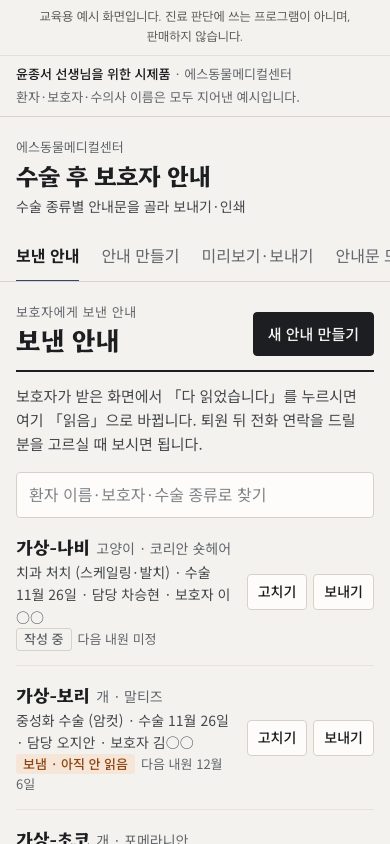 교육용 예시 화면입니다. 진료 판단에 쓰는 프로그램이 아니며,
판매하지 않습니다.
윤종서 선생님을 위한 시제품 · 에스동물메디컬센터
환자·보호자·수의사 이름은 모두 지어낸 예시입니다.
에스동물메디컬센터
수술 후 보호자 안내
수술 종류별 안내문을 골라 보내기·인쇄
보낸 안내 안내 만들기 미리보기·보내기 안내문
보호자에게 보낸 안내
보낸 안내
새 안내 만들기
보호자가 받은 화면에서 「다 읽었습니다」를 누르시면
여기 「읽음」으로 바뀝니다. 퇴원 뒤 전화 연락을 드릴
분을 고르실 때 보시면 됩니다.
환자 이름·보호자·수술 종류로 찾기
가상-나비 고양이 · 코리안 숏헤어
치과 처치 (스케일링·발치) · 수술
11월 26일 · 담당 차승현 · 보호자 이
○○
작성 중 다음 내원 미정
고치기 보내기
가상-보리 개 · 말티즈
중성화 수술 (암컷) · 수술 11월 26일
· 담당 오지안 · 보호자 김○○
보냄 · 아직 안 읽음 다음 내원 12월
6일
고치기 보내기
가상-초코 개 · 포메라니안